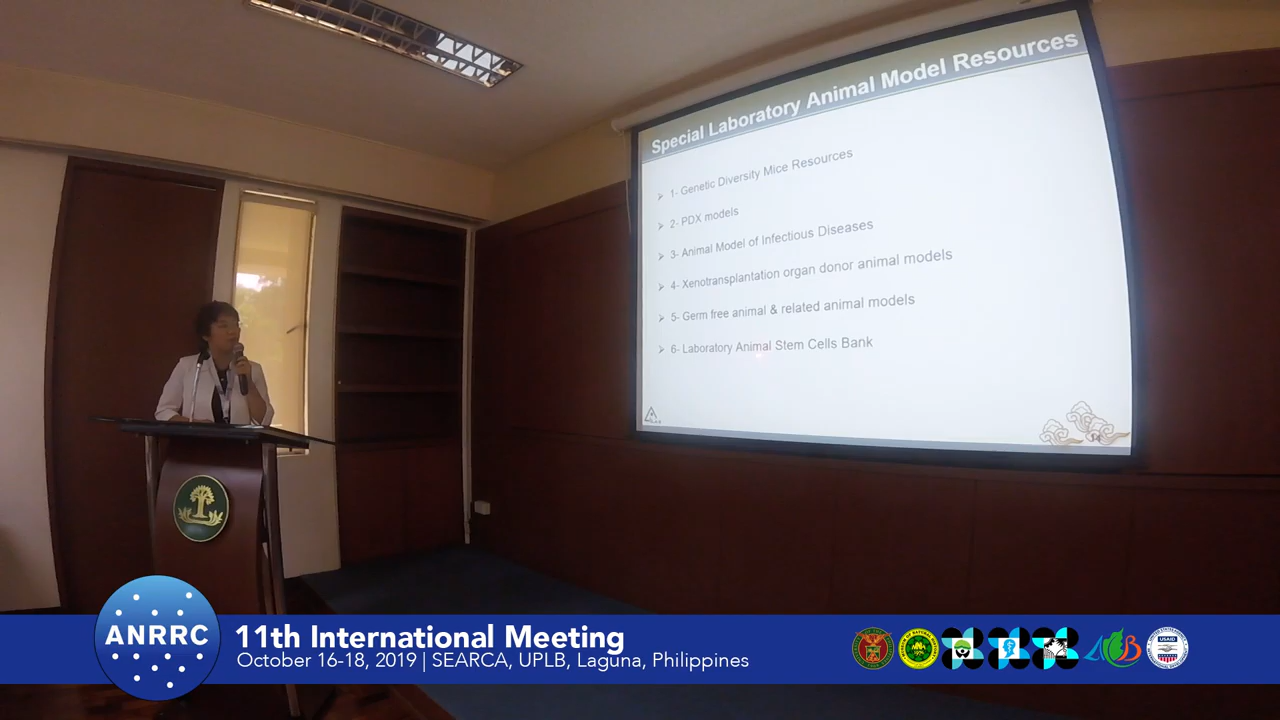 Special Laboratory Animal Model Resources
➢ 1- Genetic Diversity Mice Resources
➢ 2- PDX models
➢ 3- Animal Model of Infectious Diseases
➢ 4- Xenotransplantation organ donor animal models
➢ 5- Germ free animal & related animal models
➢ 6- Laboratory Animal Stem Cells Bank
14
ANRRC
11th International Meeting
October 16-18, 2019 | SEARCA, UPLB, Laguna, Philippines
USAID